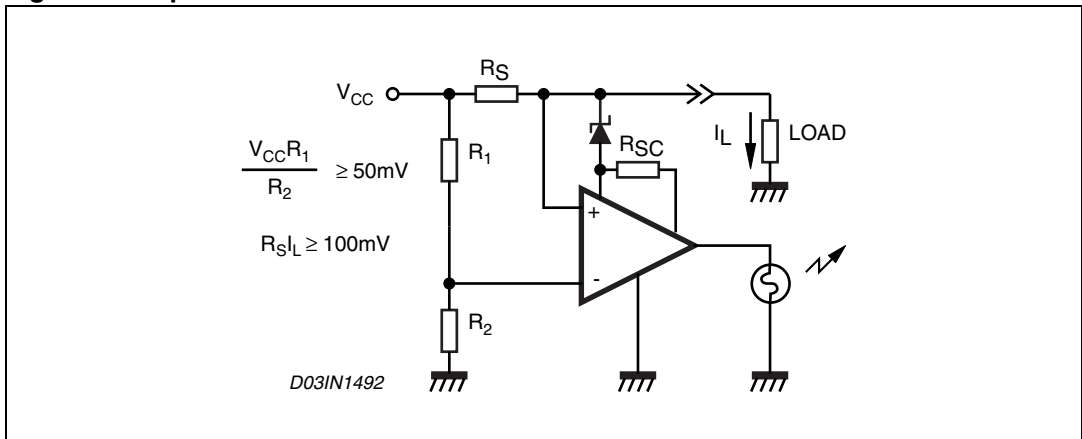 R_S
V_CC
I_L LOAD
R_SC
R_1
V_CC R_1
R_2
≥ 50mV
R_S I_L ≥ 100mV
+
-
R_2
D03IN1492